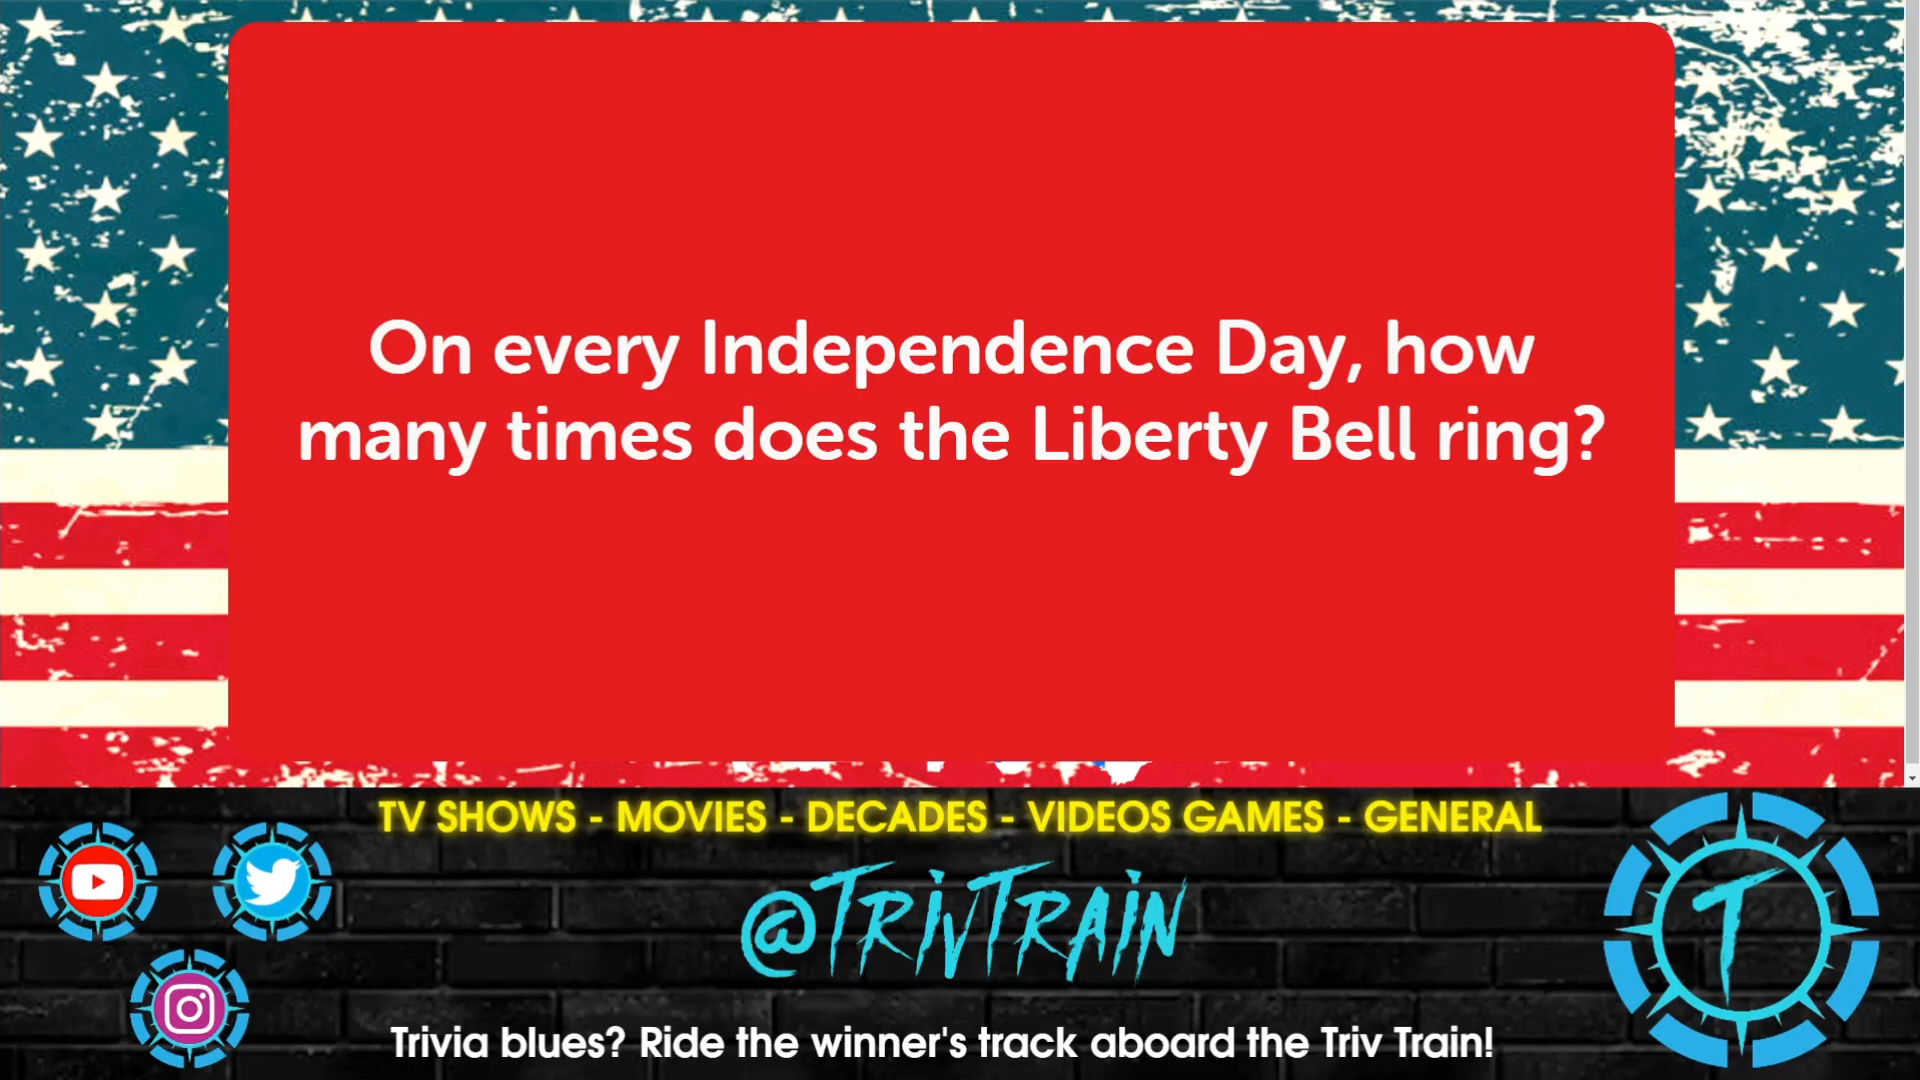 On every Independence Day, how
many times does the Liberty Bell ring?
TV SHOWS - MOVIES - DECADES - VIDEOS GAMES - GENERAL
@TRIVTRAIN
T
Trivia blues? Ride the winner's track aboard the Triv Train!